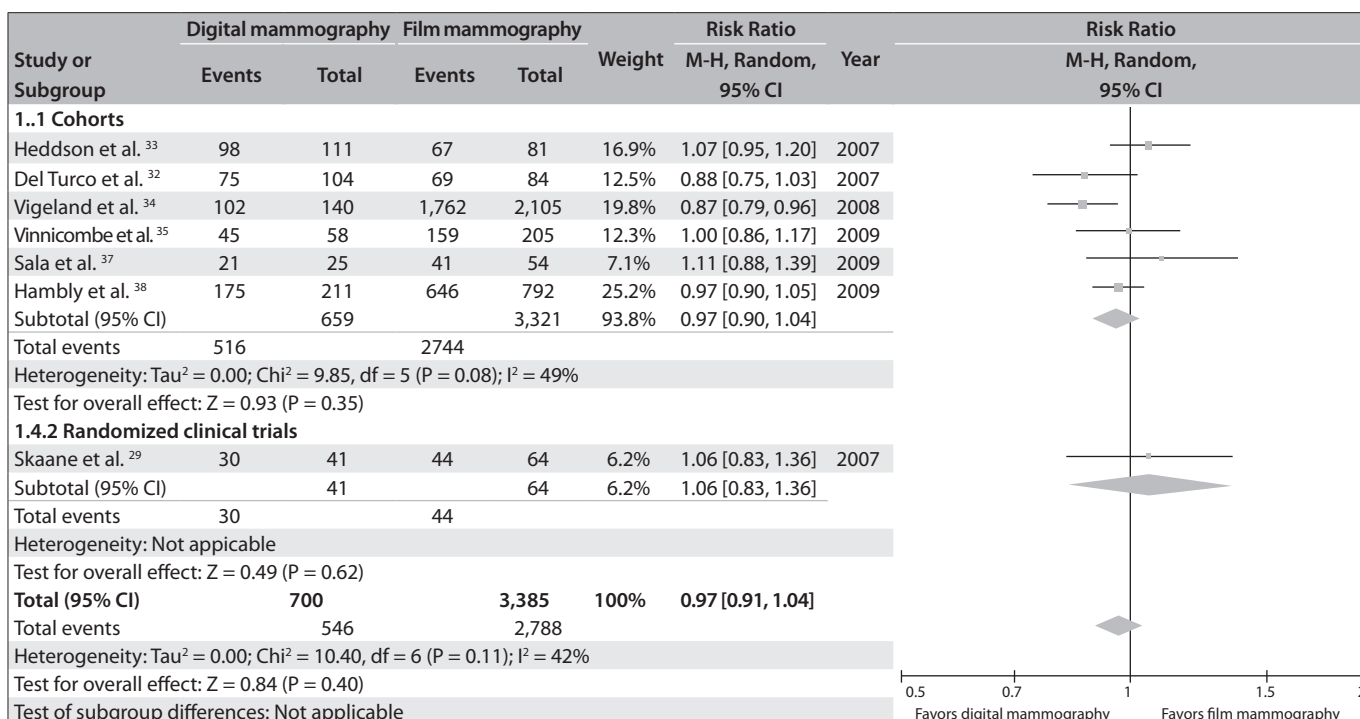 Digital mammography Film mammography Risk Ratio Risk Ratio
Study or Subgroup Events Total Events Total Weight M-H, Random, 95% CI Year M-H, Random, 95% CI
1..1 Cohorts
Heddson et al. 33 98 111 67 81 16.9% 1.07 [0.95, 1.20] 2007
Del Turco et al. 32 75 104 69 84 12.5% 0.88 [0.75, 1.03] 2007
Vigeland et al. 34 102 140 1,762 2,105 19.8% 0.87 [0.79, 0.96] 2008
Vinnicombe et al. 35 45 58 159 205 12.3% 1.00 [0.86, 1.17] 2009
Sala et al. 37 21 25 41 54 7.1% 1.11 [0.88, 1.39] 2009
Hambly et al. 38 175 211 646 792 25.2% 0.97 [0.90, 1.05] 2009
Subtotal (95% CI) 659 3,321 93.8% 0.97 [0.90, 1.04]
Total events 516 2744
Heterogeneity: Tau² = 0.00; Chi² = 9.85, df = 5 (P = 0.08); I² = 49%
Test for overall effect: Z = 0.93 (P = 0.35)
1.4.2 Randomized clinical trials
Skaane et al. 29 30 41 44 64 6.2% 1.06 [0.83, 1.36] 2007
Subtotal (95% CI) 41 64 6.2% 1.06 [0.83, 1.36]
Total events 30 44
Heterogeneity: Not appicable
Test for overall effect: Z = 0.49 (P = 0.62)
Total (95% CI) 700 3,385 100% 0.97 [0.91, 1.04]
Total events 546 2,788
Heterogeneity: Tau² = 0.00; Chi² = 10.40, df = 6 (P = 0.11); I² = 42%
Test for overall effect: Z = 0.84 (P = 0.40)
Test of subgroup differences: Not applicable
0.5 0.7 1 1.5 2
Favors digital mammography Favors film mammography